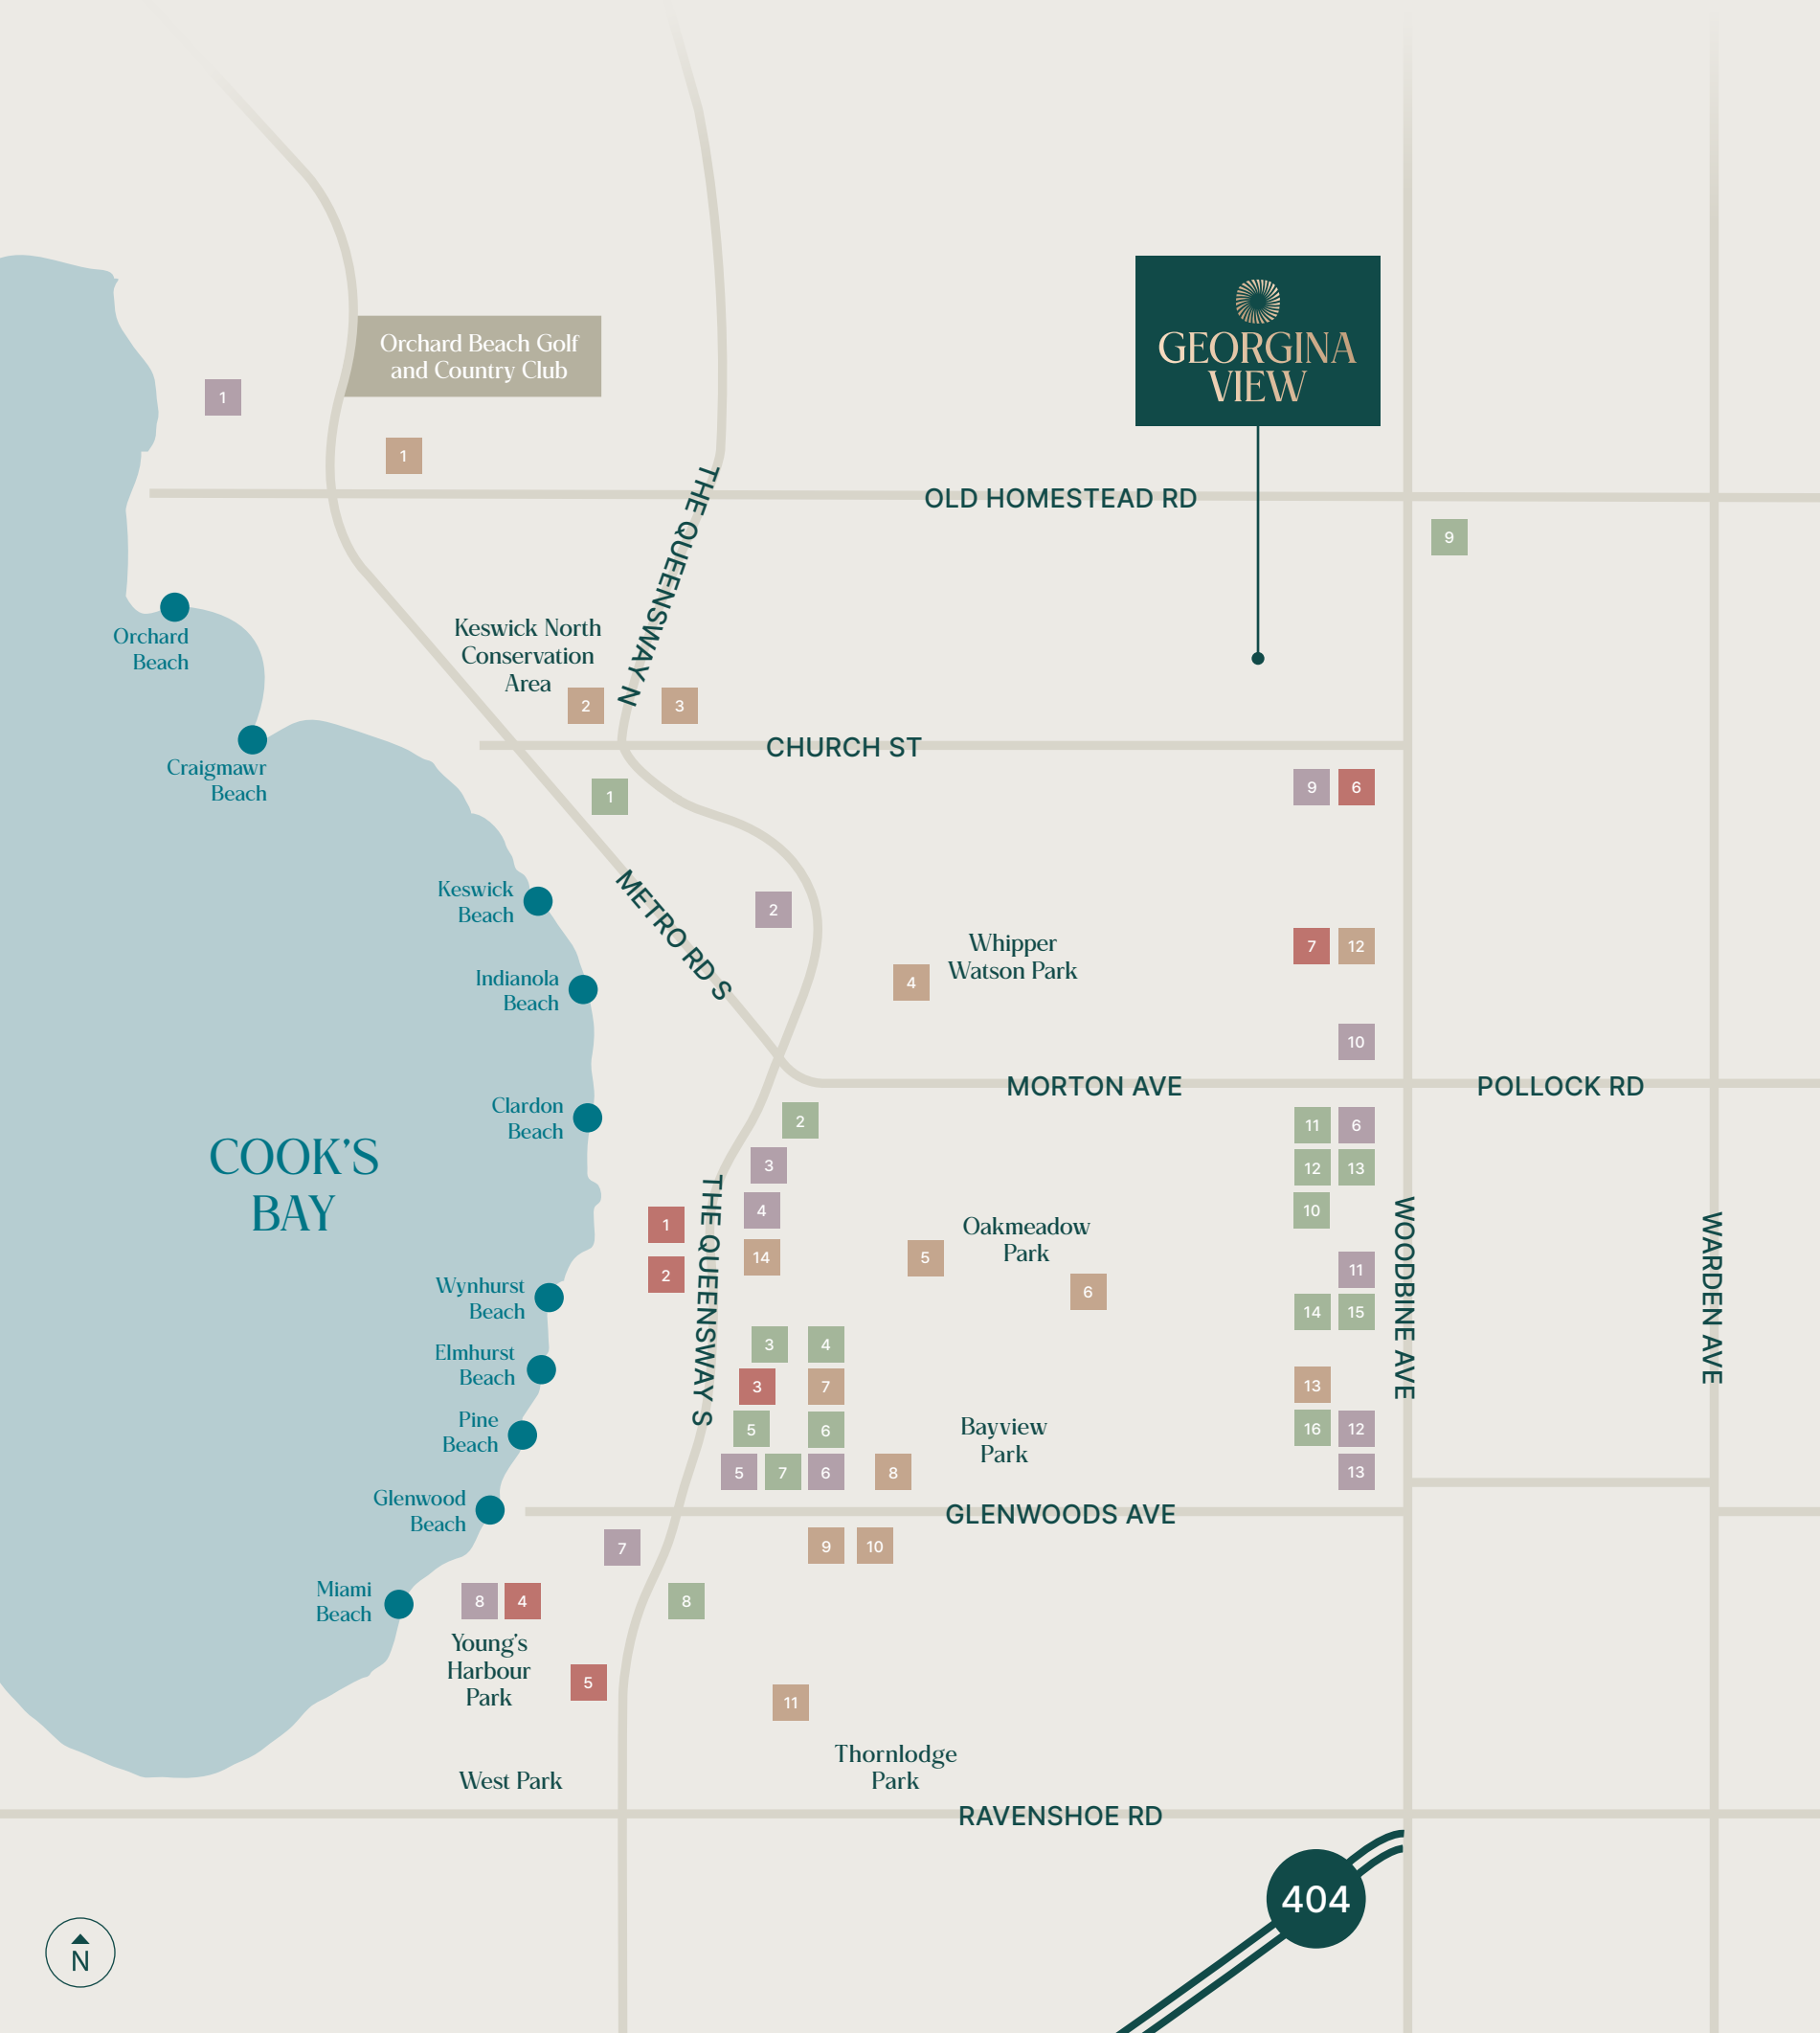 GEORGINA
VIEW
Orchard Beach Golf
and Country Club
1
1
THE QUEENSWAY N
OLD HOMESTEAD RD
9
Orchard
Beach
Keswick North
Conservation
Area
2
3
CHURCH ST
Craigmawr
Beach
1
9
6
METRO RD S
Keswick
Beach
2
Whipper
Watson Park
4
7
12
Indianola
Beach
10
MORTON AVE
POLLOCK RD
Clardon
Beach
COOK'S
BAY
2
3
4
14
1
2
THE QUEENSWAY S
Oakmeadow
Park
5
6
11
6
12
13
10
11
14
15
WOODBINE AVE
WARDEN AVE
Wynhurst
Beach
Elmhurst
Beach
Pine
Beach
3
4
3
7
5
6
5
7
6
8
Bayview
Park
13
16
12
13
Glenwood
Beach
GLENWOODS AVE
7
9
10
Miami
Beach
8
4
8
Young's
Harbour
Park
5
11
Thornlodge
Park
West Park
RAVENSHOE RD
404
N